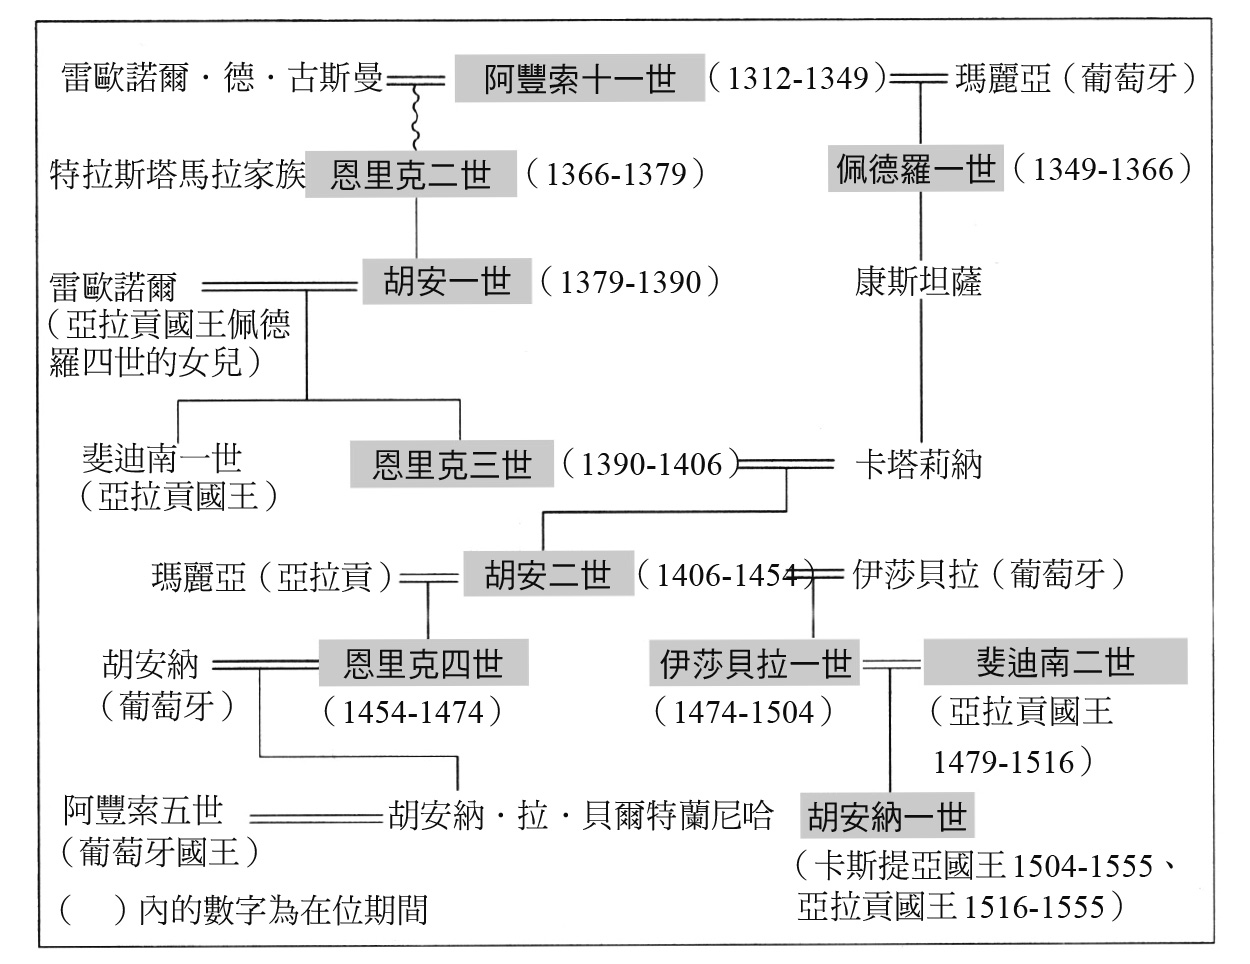 雷歐諾爾．德．古斯曼 阿豐索十一世（1312-1349） 瑪麗亞（葡萄牙）
特拉斯塔馬拉家族 恩里克二世（1366-1379） 佩德羅一世（1349-1366）
雷歐諾爾 胡安一世（1379-1390） 康斯坦薩
（亞拉貢國王佩德
羅四世的女兒）
斐迪南一世 恩里克三世（1390-1406） 卡塔莉納
（亞拉貢國王）
瑪麗亞（亞拉貢） 胡安二世（1406-1454） 伊莎貝拉（葡萄牙）
胡安納 恩里克四世 伊莎貝拉一世 斐迪南二世
（葡萄牙） （1454-1474） （1474-1504） （亞拉貢國王
1479-1516）
阿豐索五世 胡安納．拉．貝爾特蘭尼哈 胡安納一世
（葡萄牙國王） （卡斯提亞國王1504-1555、
（ ）內的數字為在位期間 亞拉貢國王1516-1555）